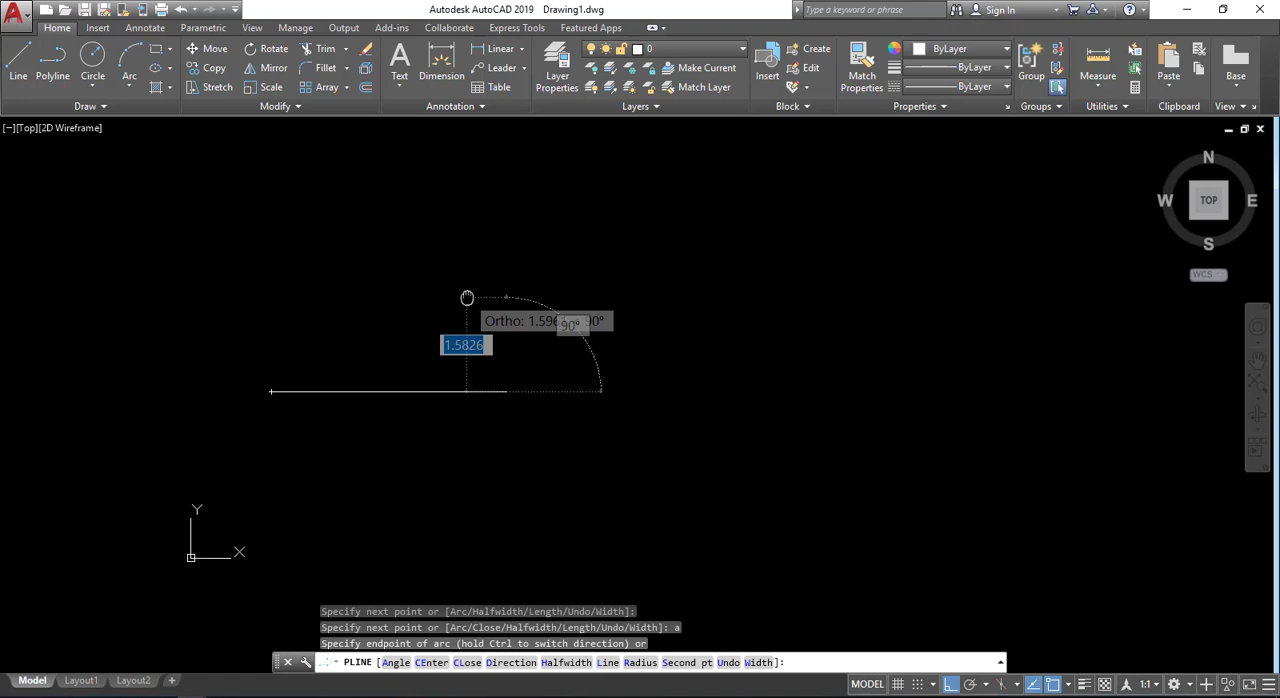 Autodesk AutoCAD 2019 Drawing1.dwg
Type a keyword or phrase
Sign In
Home Insert Annotate Parametric View Manage Output Add-ins Collaborate Express Tools Featured Apps
Line Polyline Circle Arc
Move Rotate Trim
Copy Mirror Fillet
Stretch Scale Array
Text Dimension
Linear
Leader
Table
Layer
Properties
0
Make Current
Match Layer
Insert
Create
Edit
Match
Properties
ByLayer
ByLayer
ByLayer
Group
Measure
Paste
Base
Draw Modify Annotation Layers Block Properties Groups Utilities Clipboard View
[−][Top][2D Wireframe]
N
W TOP E
S
WCS
90°
1.5826
Y
X
Specify next point or [Arc/Halfwidth/Length/Undo/Width]:
Specify next point or [Arc/Close/Halfwidth/Length/Undo/Width]: a
Specify endpoint of arc (hold Ctrl to switch direction) or
PLINE [Angle CEnter CLose Direction Halfwidth Line Radius Second pt Undo Width]:
Model Layout1 Layout2 +
MODEL 1:1